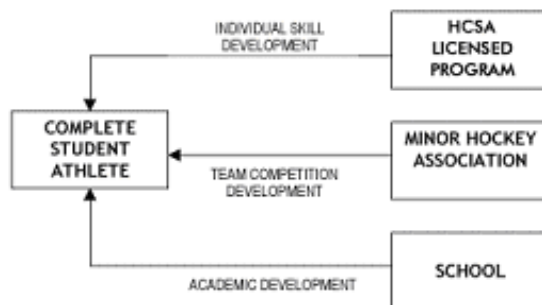 INDIVIDUAL SKILL
DEVELOPMENT
HCSA
LICENSED
PROGRAM
COMPLETE
STUDENT
ATHLETE
MINOR HOCKEY
ASSOCIATION
TEAM COMPETITION
DEVELOPMENT
ACADEMIC DEVELOPMENT
SCHOOL